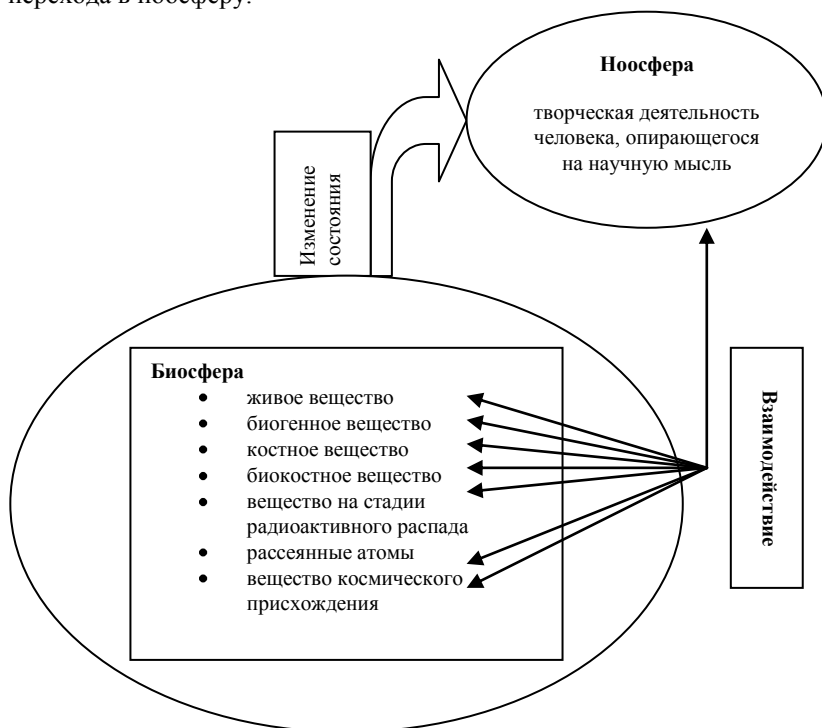 перехода в ноосферу.
Ноосфера
творческая деятельность
человека, опирающегося
на научную мысль
Изменение
состояния
Биосфера
• живое вещество
• биогенное вещество
• костное вещество
• биокостное вещество
• вещество на стадии
радиоактивного распада
• рассеянные атомы
• вещество космического
присхождения
Взаимодействие